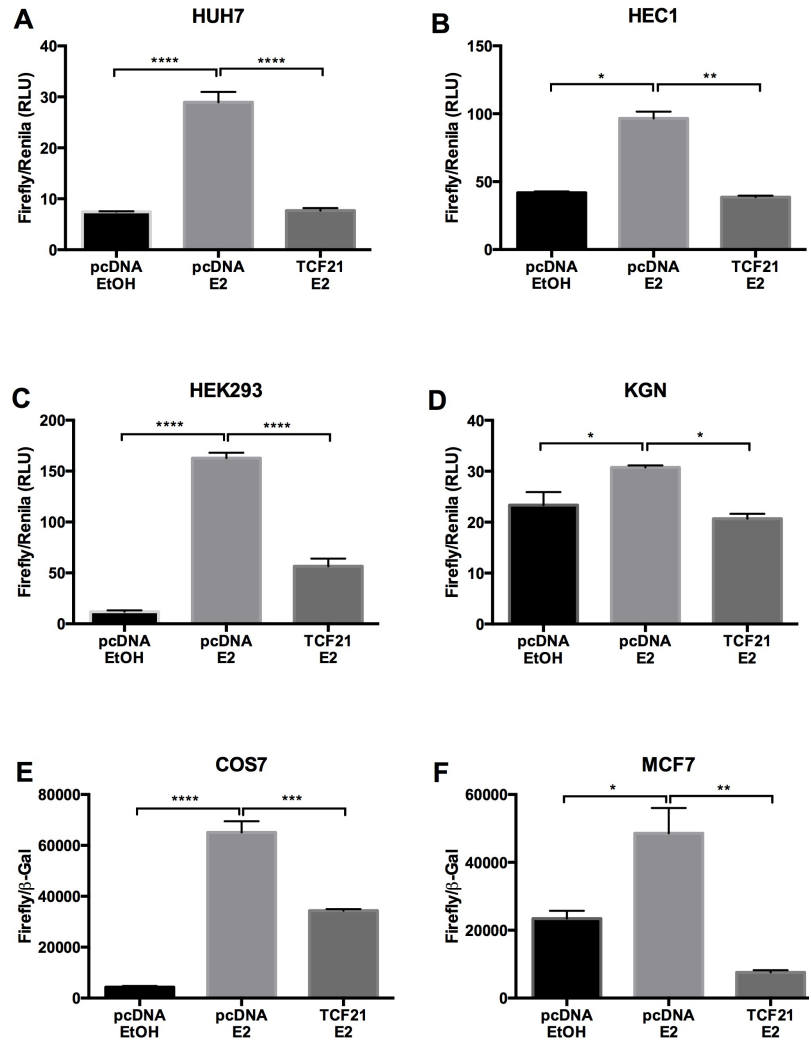 A
HUH7
Firefly/Renila (RLU)
40
30
20
10
0
**** ****
pcDNA pcDNA TCF21
EtOH E2 E2
B
HEC1
Firefly/Renila (RLU)
150
100
50
0
* **
pcDNA pcDNA TCF21
EtOH E2 E2
C
HEK293
Firefly/Renila (RLU)
200
150
100
50
0
**** ****
pcDNA pcDNA TCF21
EtOH E2 E2
D
KGN
Firefly/Renila (RLU)
40
30
20
10
0
* *
pcDNA pcDNA TCF21
EtOH E2 E2
E
COS7
Firefly/β-Gal
80000
60000
40000
20000
0
**** ***
pcDNA pcDNA TCF21
EtOH E2 E2
F
MCF7
Firefly/β-Gal
60000
40000
20000
0
* **
pcDNA pcDNA TCF21
EtOH E2 E2